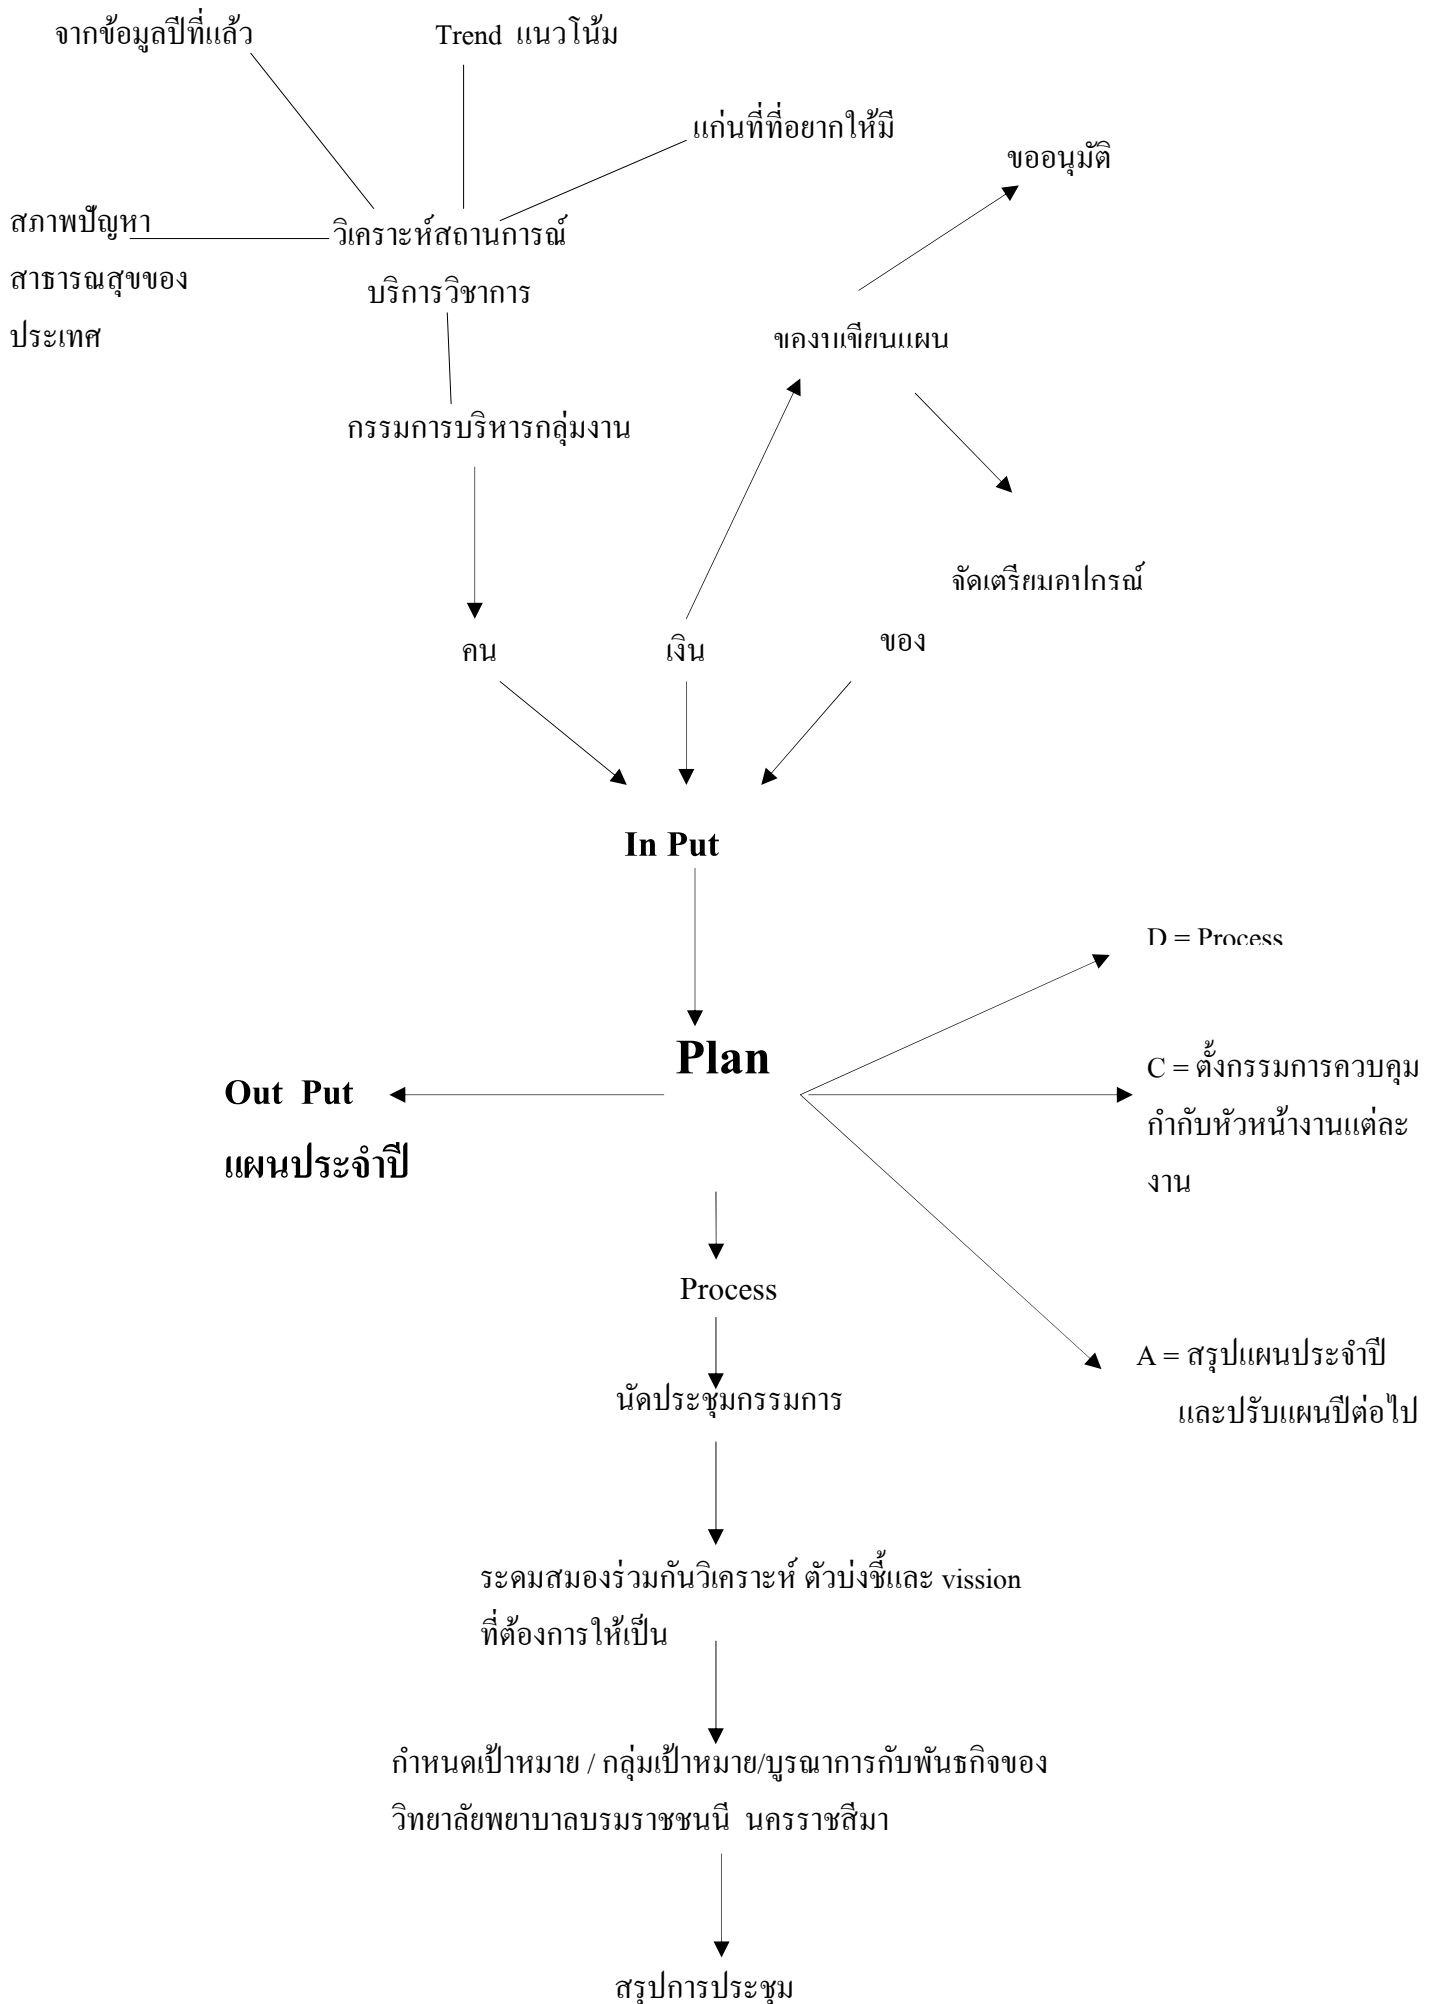 จากข้อมูลปีที่แล้ว
Trend แนวโน้ม
แก่นที่ที่อยากให้มี
ขออนุมัติ
สภาพปัญหา
สาธารณสุขของ
ประเทศ
วิเคราะห์สถานการณ์
บริการวิชาการ
ของบเขียนแผน
กรรมการบริหารกลุ่มงาน
จัดเตรียมอุปกรณ์
คน
เงิน
ของ
In Put
D = Process
Plan
C = ตั้งกรรมการควบคุม
กำกับหัวหน้างานแต่ละ
งาน
Out Put
แผนประจำปี
Process
A = สรุปแผนประจำปี
และปรับแผนปีต่อไป
นัดประชุมกรรมการ
ระดมสมองร่วมกันวิเคราะห์ ตัวบ่งชี้และ vission
ที่ต้องการให้เป็น
กำหนดเป้าหมาย / กลุ่มเป้าหมาย/บูรณาการกับพันธกิจของ
วิทยาลัยพยาบาลบรมราชชนนี นครราชสีมา
สรุปการประชุม